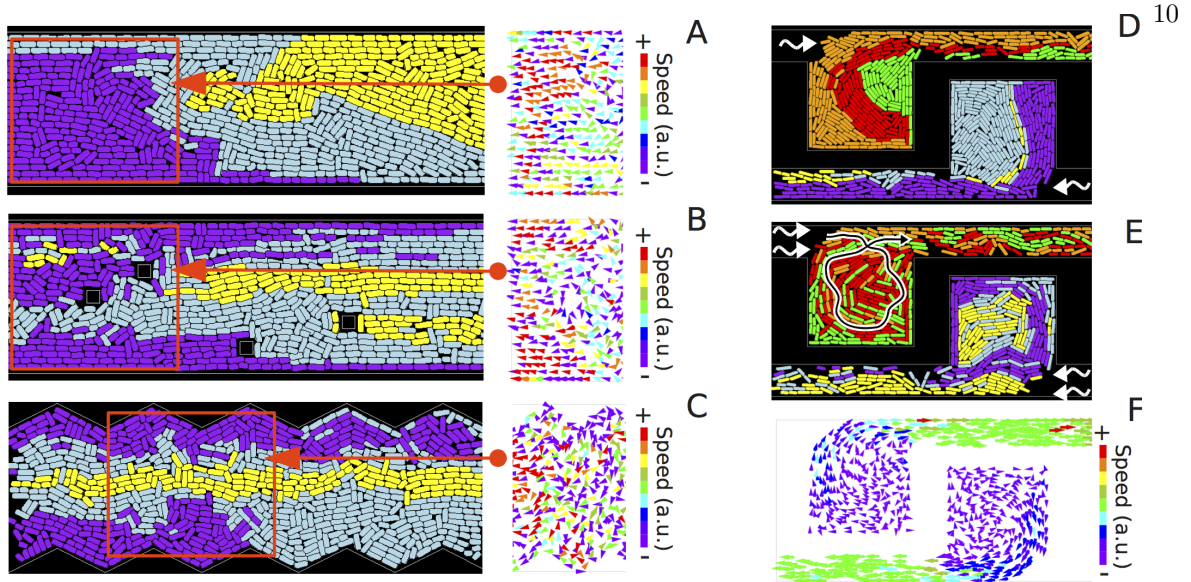 10
A
+
Speed (a.u.)
-
B
+
Speed (a.u.)
-
C
+
Speed (a.u.)
-
D
E
F
+
Speed (a.u.)
-